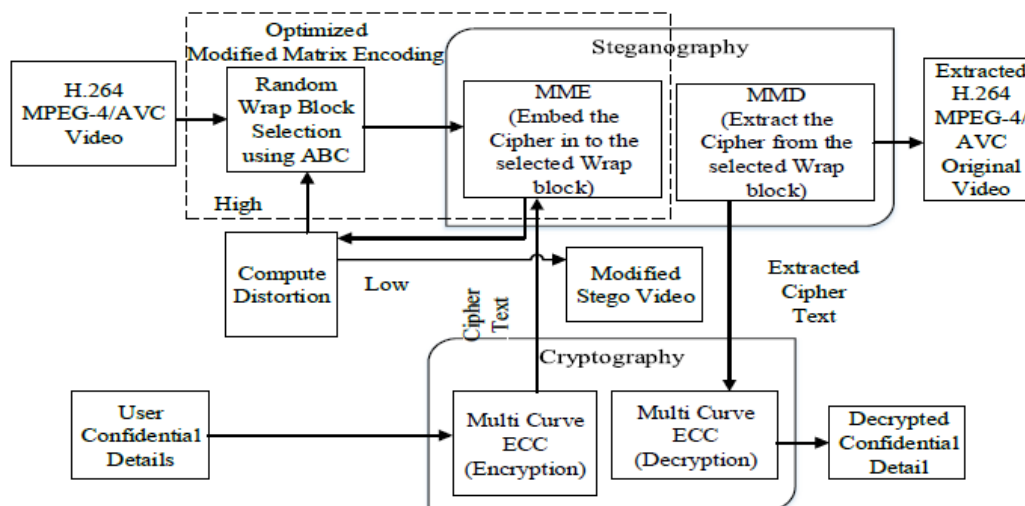 Optimized
Modified Matrix Encoding
Steganography
H.264
MPEG-4/AVC
Video
Random
Wrap Block
Selection
using ABC
MME
(Embed the
Cipher in to the
selected Wrap
block)
MMD
(Extract the
Cipher from the
selected Wrap
block)
Extracted
H.264
MPEG-4/
AVC
Original
Video
High
Compute
Distortion
Low
Modified
Stego Video
Cipher
Text
Extracted
Cipher
Text
Cryptography
User
Confidential
Details
Multi Curve
ECC
(Encryption)
Multi Curve
ECC
(Decryption)
Decrypted
Confidential
Detail